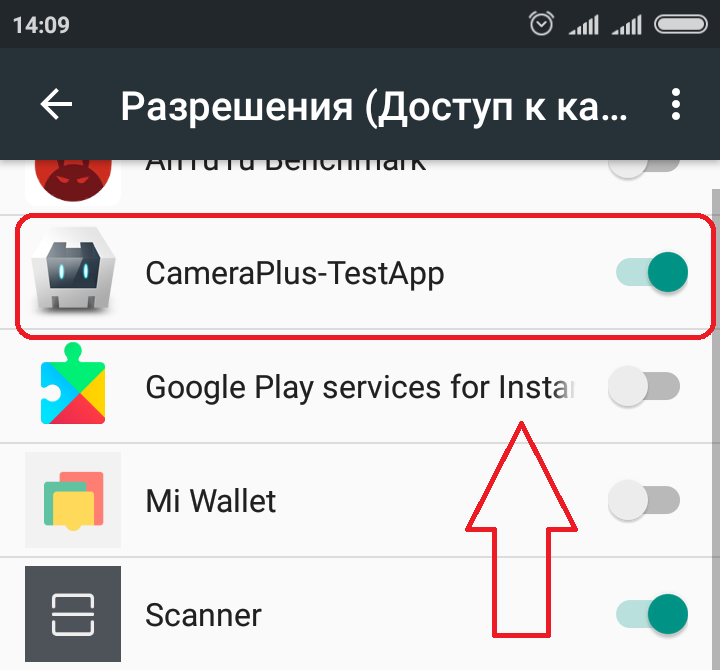 14:09
Разрешения (Доступ к ка...
AnTuTu Benchmark
CameraPlus-TestApp
Google Play services for Insta
Mi Wallet
Scanner